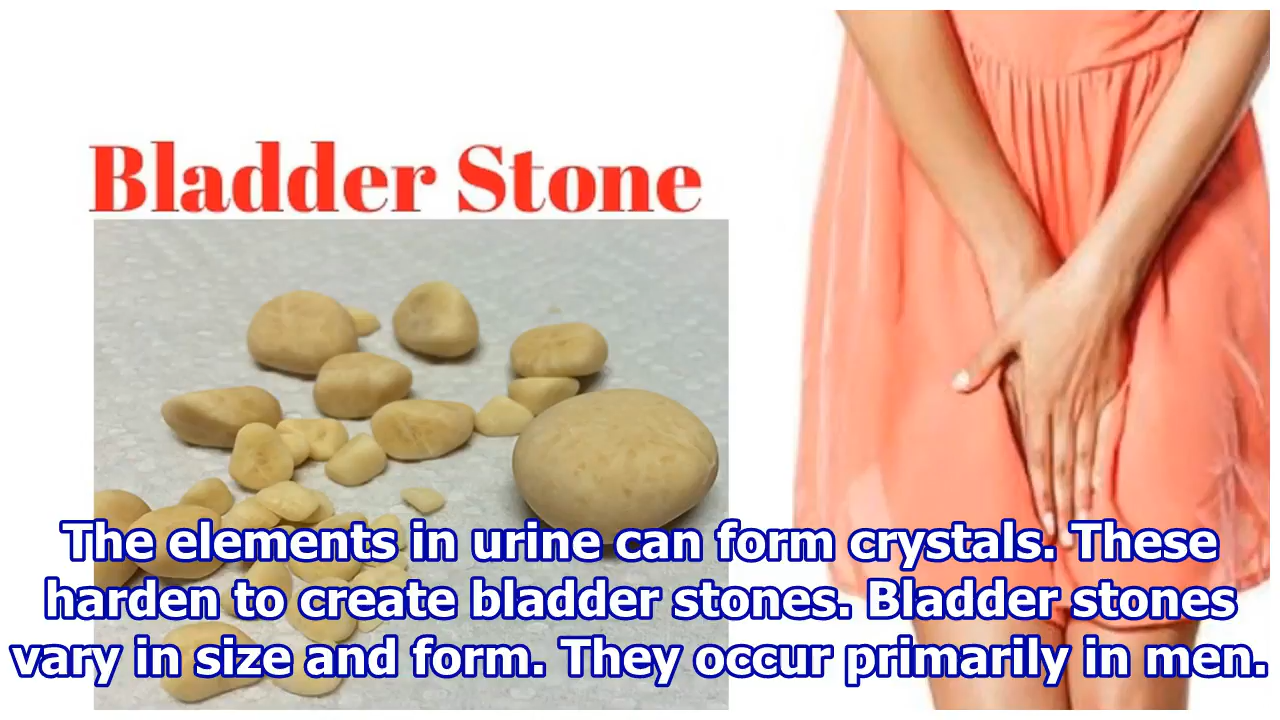 Bladder Stone
The elements in urine can form crystals. These
harden to create bladder stones. Bladder stones
vary in size and form. They occur primarily in men.